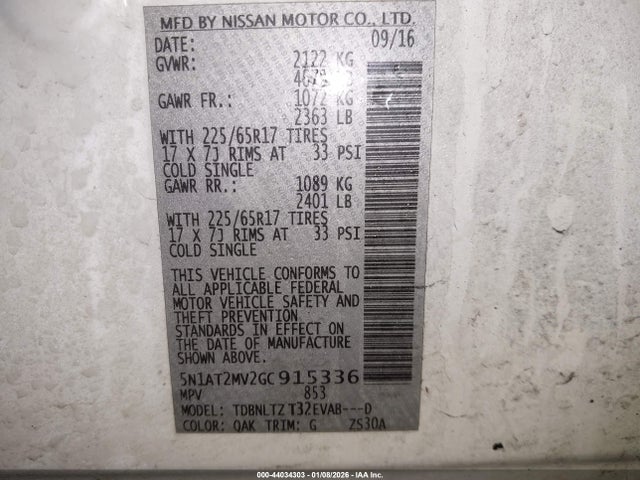 MFD BY NISSAN MOTOR CO., LTD.
DATE: 09/16
GVWR: 2122 KG
GAWR FR.: 1072 KG
2363 LB
WITH 225/65R17 TIRES
17 X 7J RIMS AT 33 PSI
COLD SINGLE
GAWR RR.: 1089 KG
2401 LB
WITH 225/65R17 TIRES
17 X 7J RIMS AT 33 PSI
COLD SINGLE
THIS VEHICLE CONFORMS TO
ALL APPLICABLE FEDERAL
MOTOR VEHICLE SAFETY AND
THEFT PREVENTION
STANDARDS IN EFFECT ON
THE DATE OF MANUFACTURE
SHOWN ABOVE.
5N1AT2MV2GC915336
MPV 853
MODEL: TDBNLTZ T32EVAB---D
COLOR: QAK TRIM: G ZS30A
000-44034303 - 01/08/2026 - IAAI, Inc.